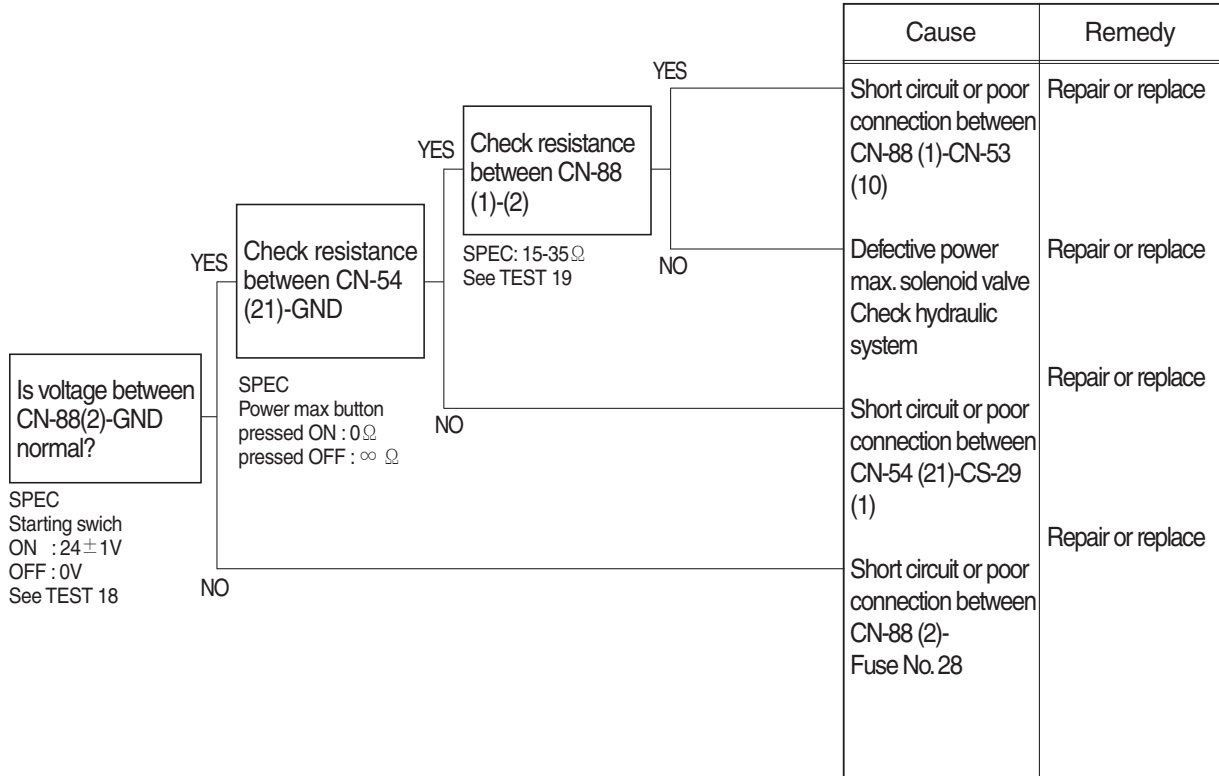 Cause
Remedy
YES
Short circuit or poor
connection between
CN-88 (1)-CN-53
(10)
Repair or replace
YES
Check resistance
between CN-88
(1)-(2)
SPEC: 15-35Ω
See TEST 19
NO
Defective power
max. solenoid valve
Check hydraulic
system
Repair or replace
YES
Check resistance
between CN-54
(21)-GND
SPEC
Power max button
pressed ON : 0Ω
pressed OFF : ∞ Ω
NO
Short circuit or poor
connection between
CN-54 (21)-CS-29
(1)
Repair or replace
Is voltage between
CN-88(2)-GND
normal?
SPEC
Starting swich
ON : 24±1V
OFF : 0V
See TEST 18
NO
Short circuit or poor
connection between
CN-88 (2)-
Fuse No. 28
Repair or replace